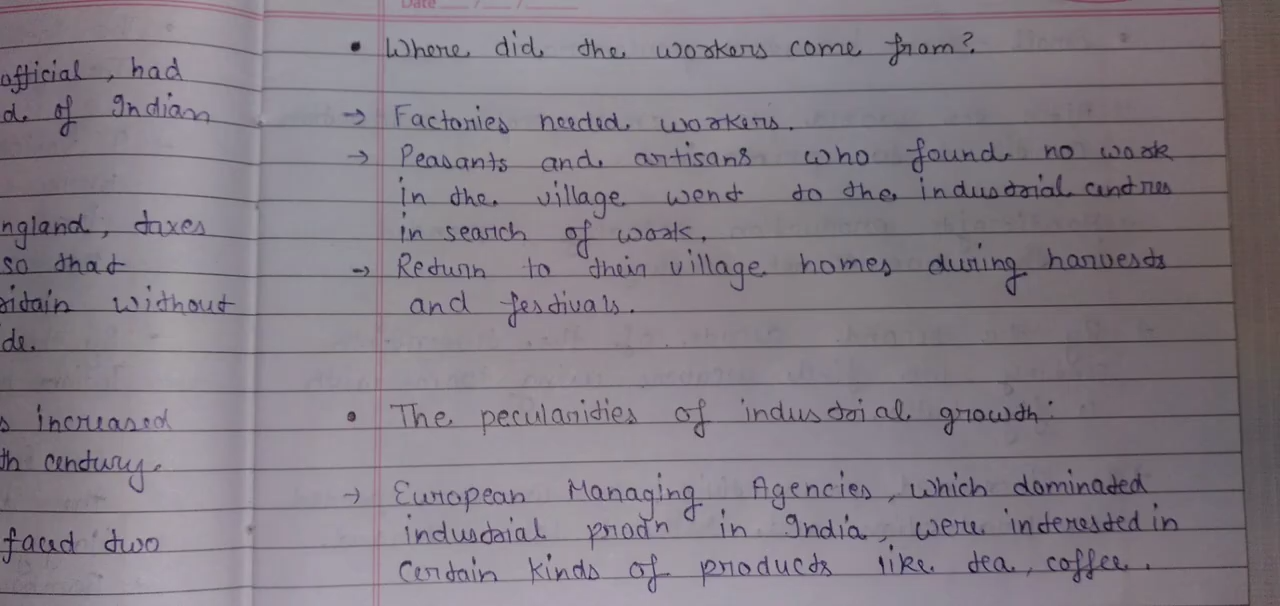 Date / /
official, had
d. of Indian
ngland, taxes
so that
ritain without
de.
s increased
th century.
faced two
• Where did the workers come from?
→ Factories needed workers.
→ Peasants and artisans who found no work
in the village went to the industrial centres
in search of work.
→ Return to their village homes during harvests
and festivals.
• The pecularities of industrial growth:
→ European Managing Agencies, which dominated
industrial prodn in India, were interested in
certain kinds of products like tea, coffee.